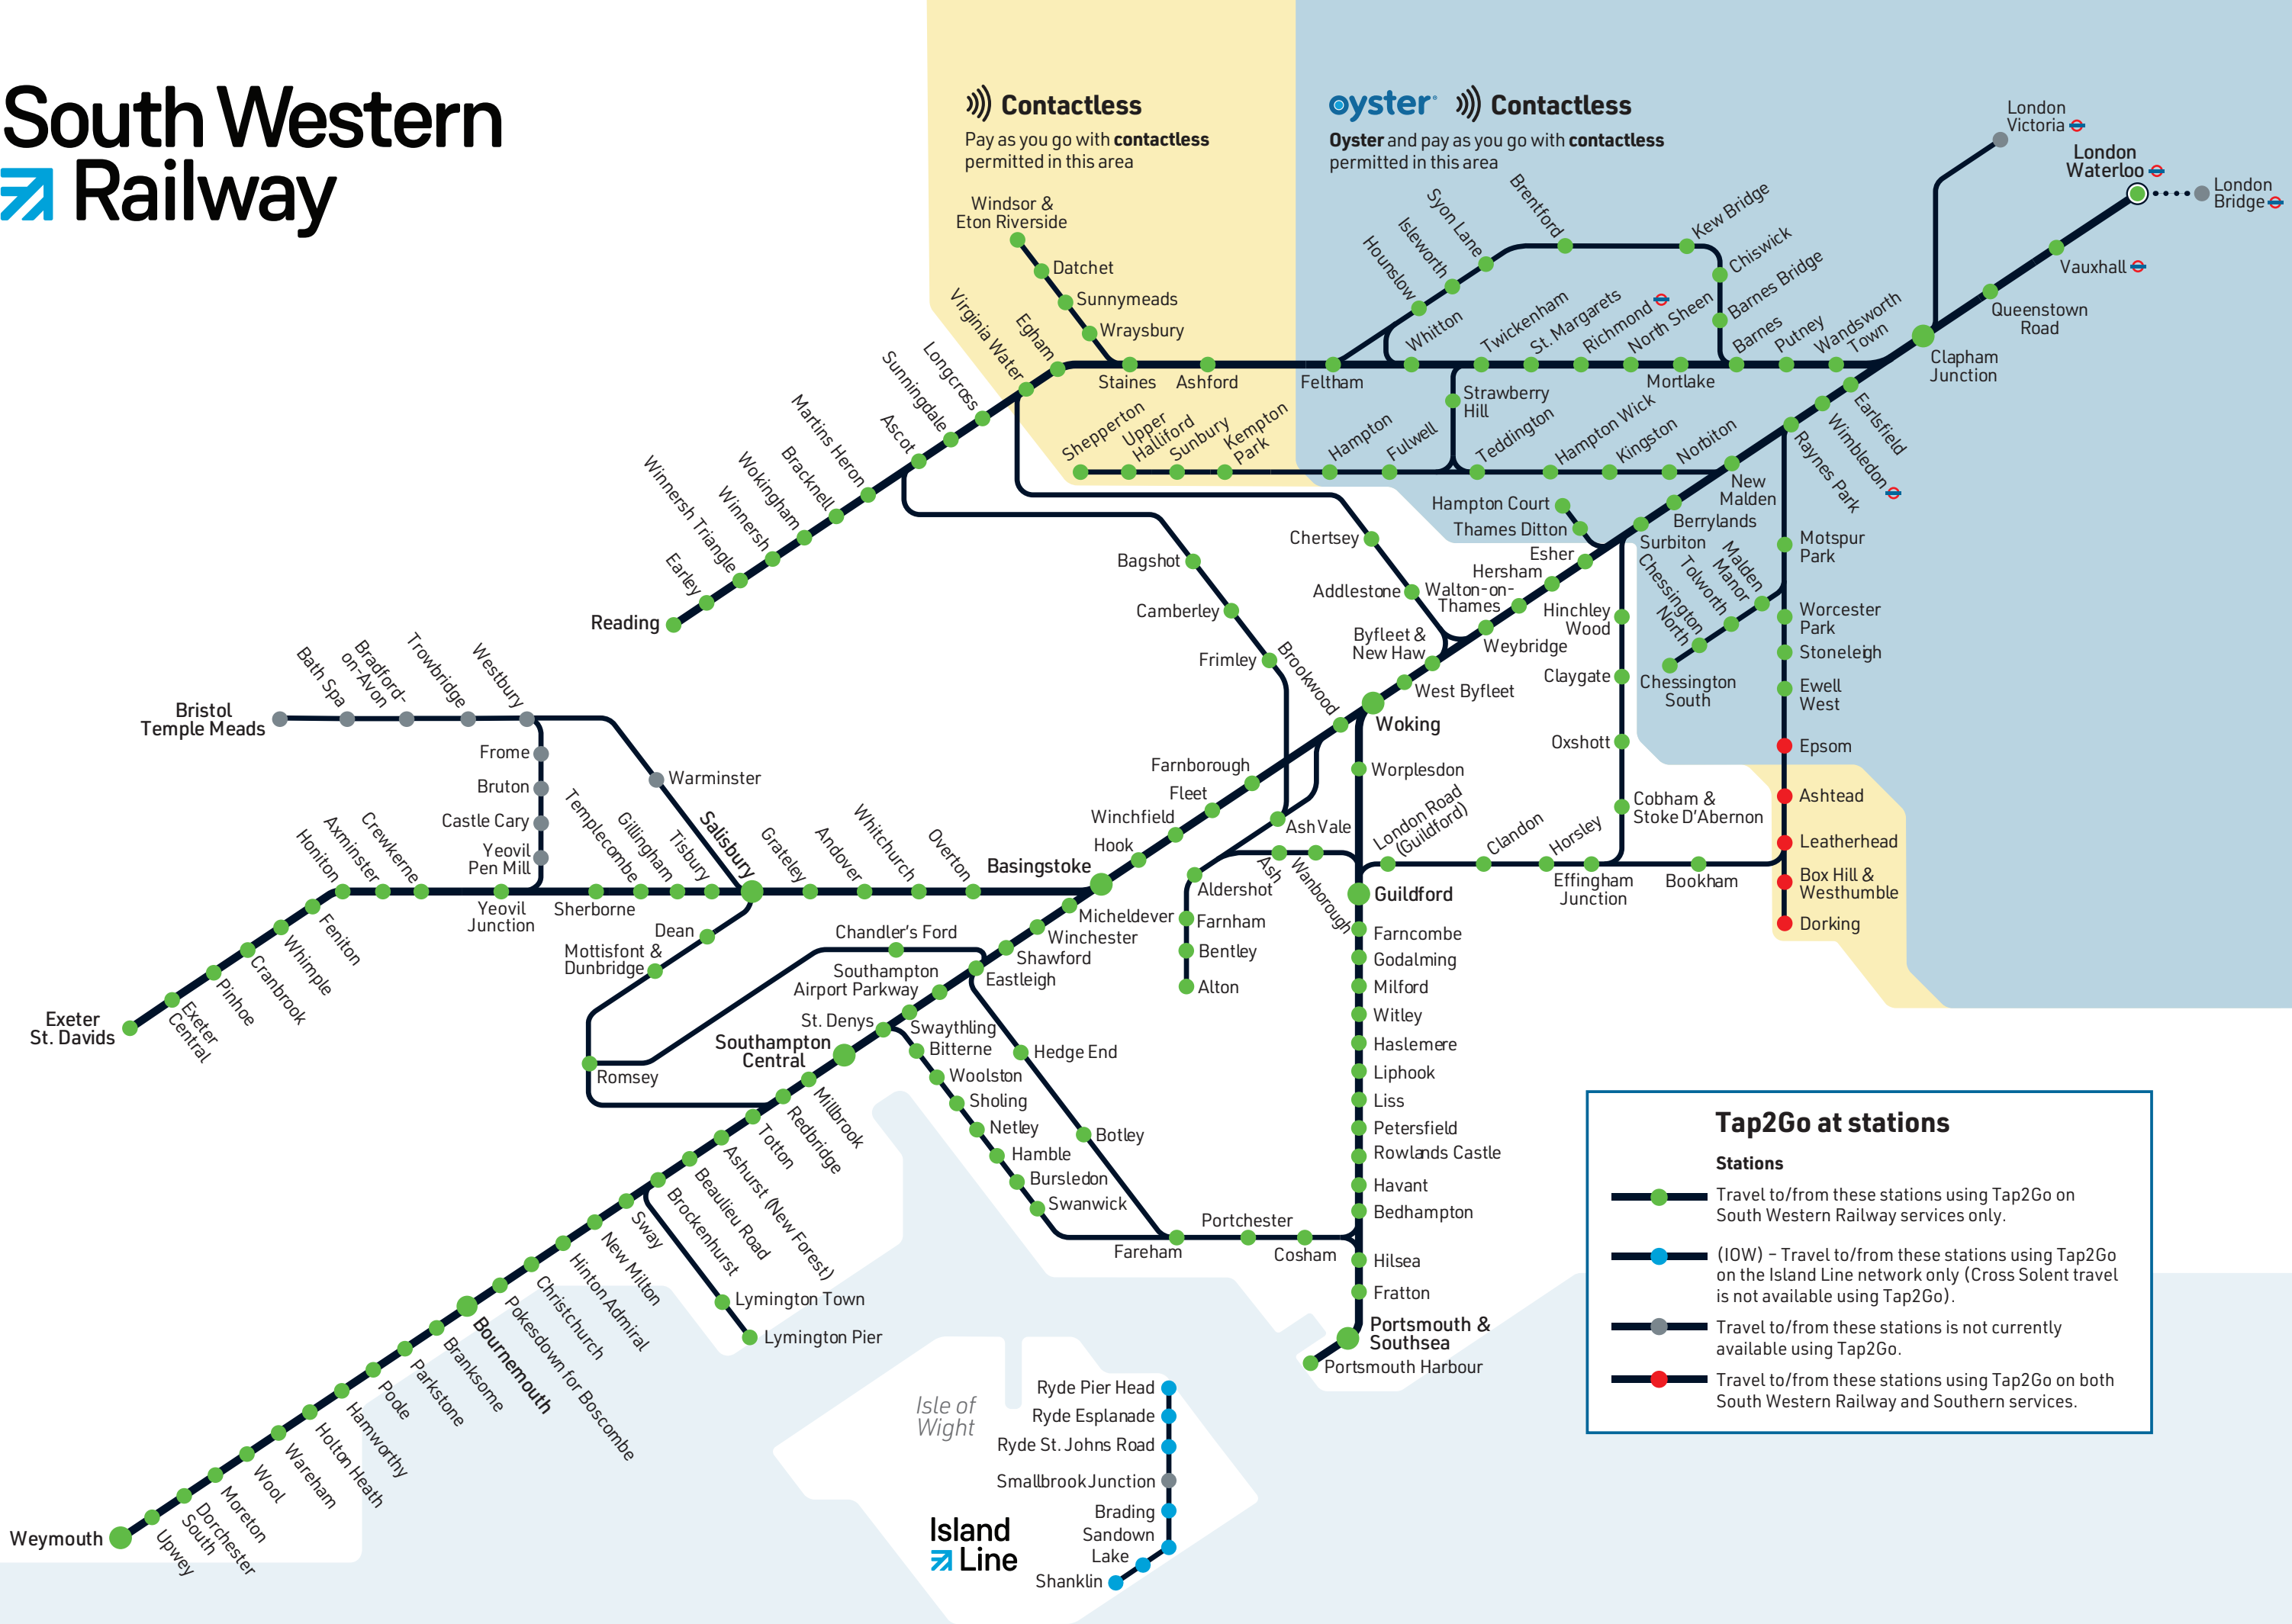 South Western
Railway
Contactless
Pay as you go with contactless
permitted in this area
oyster
Contactless
Oyster and pay as you go with contactless
permitted in this area
London
Victoria
London
Waterloo
London
Bridge
Vauxhall
Queenstown
Road
Clapham
Junction
Windsor &
Eton Riverside
Datchet
Sunnymeads
Wraysbury
Staines
Ashford
Feltham
Hounslow
Isleworth
Syon Lane
Brentford
Kew Bridge
Chiswick
Barnes Bridge
Whitton
Twickenham
St. Margarets
Richmond
North Sheen
Mortlake
Barnes
Putney
Wandsworth
Town
Strawberry
Hill
Egham
Virginia Water
Longcross
Sunningdale
Ascot
Martins Heron
Bracknell
Wokingham
Winnersh
Winnersh Triangle
Earley
Reading
Shepperton
Upper
Halliford
Sunbury
Kempton
Park
Hampton
Fulwell
Teddington
Hampton Wick
Kingston
Norbiton
Earlsfield
Wimbledon
Raynes Park
New
Malden
Berrylands
Surbiton
Hampton Court
Thames Ditton
Esher
Hersham
Walton-on-
Thames
Weybridge
Byfleet &
New Haw
West Byfleet
Woking
Chertsey
Addlestone
Bagshot
Camberley
Frimley
Brookwood
Motspur
Park
Malden
Manor
Tolworth
Chessington
North
Chessington
South
Worcester
Park
Stoneleigh
Ewell
West
Epsom
Ashtead
Leatherhead
Box Hill &
Westhumble
Dorking
Hinchley
Wood
Claygate
Oxshott
Cobham &
Stoke D'Abernon
London Road
(Guildford)
Clandon
Horsley
Effingham
Junction
Bookham
Worplesdon
Guildford
Farnborough
Fleet
Winchfield
Hook
Basingstoke
Ash Vale
Ash
Wanborough
Aldershot
Farnham
Bentley
Alton
Farncombe
Godalming
Milford
Witley
Haslemere
Liphook
Liss
Petersfield
Rowlands Castle
Havant
Bedhampton
Hilsea
Fratton
Portsmouth &
Southsea
Portsmouth Harbour
Bristol
Temple Meads
Bath Spa
Bradford-
on-Avon
Trowbridge
Westbury
Frome
Bruton
Castle Cary
Yeovil
Pen Mill
Warminster
Honiton
Axminster
Crewkerne
Yeovil
Junction
Sherborne
Templecombe
Gillingham
Tisbury
Salisbury
Grateley
Andover
Whitchurch
Overton
Feniton
Whimple
Cranbrook
Pinhoe
Exeter
Central
Exeter
St. Davids
Dean
Mottisfont &
Dunbridge
Romsey
Chandler's Ford
Micheldever
Winchester
Shawford
Eastleigh
Southampton
Airport Parkway
Swaythling
St. Denys
Southampton
Central
Bitterne
Woolston
Sholing
Netley
Hamble
Bursledon
Swanwick
Hedge End
Botley
Fareham
Portchester
Cosham
Millbrook
Redbridge
Totton
Ashurst (New Forest)
Beaulieu Road
Brockenhurst
Sway
New Milton
Hinton Admiral
Christchurch
Pokesdown for Boscombe
Bournemouth
Branksome
Parkstone
Poole
Hamworthy
Holton Heath
Wareham
Wool
Moreton
Dorchester
South
Upwey
Weymouth
Lymington Town
Lymington Pier
Isle of
Wight
Ryde Pier Head
Ryde Esplanade
Ryde St. Johns Road
Smallbrook Junction
Brading
Sandown
Lake
Shanklin
Island
Line
Tap2Go at stations
Stations
Travel to/from these stations using Tap2Go on
South Western Railway services only.
(IOW) – Travel to/from these stations using Tap2Go
on the Island Line network only (Cross Solent travel
is not available using Tap2Go).
Travel to/from these stations is not currently
available using Tap2Go.
Travel to/from these stations using Tap2Go on both
South Western Railway and Southern services.